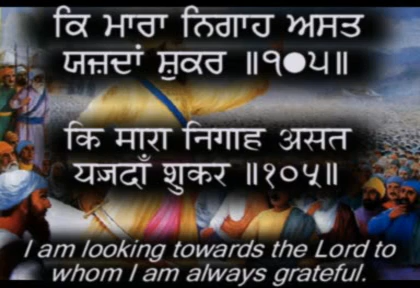 ਕਿ ਮਾਰਾ ਨਿਗਾਹ ਅਸਤ
ਯਜ਼ਦਾਂ ਸ਼ੁਕਰ ॥੧੦੫॥
कि मारा निगाह असत
यज़दाँ शुकर ॥१०५॥
I am looking towards the Lord to
whom I am always grateful.